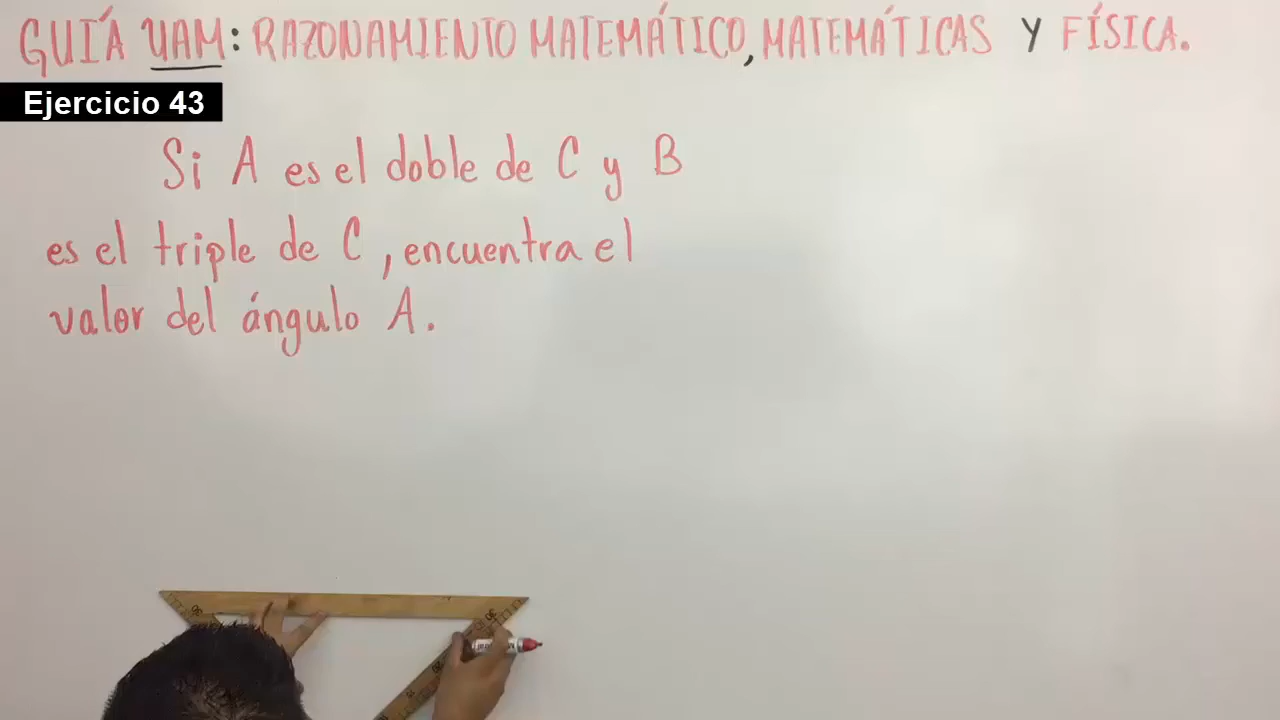 GUÍA UAM: RAZONAMIENTO MATEMÁTICO, MATEMÁTICAS Y FÍSICA.
Ejercicio 43
Si A es el doble de C y B
es el triple de C, encuentra el
valor del ángulo A.